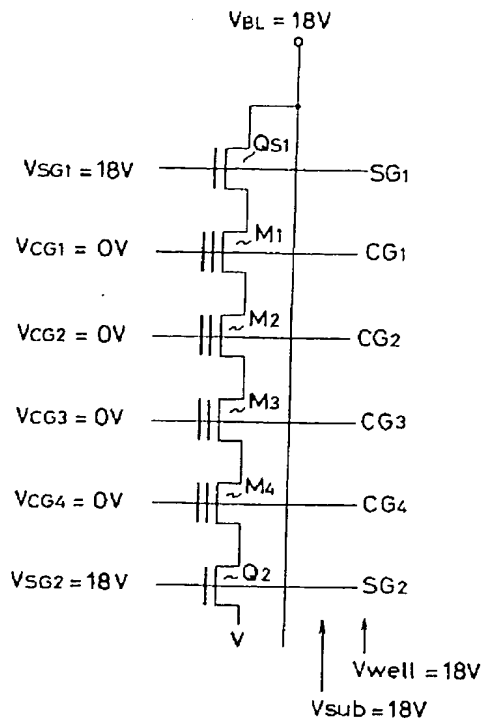 VBL = 18V
QS1
VSG1 = 18V
SG1
M1
VCG1 = 0V
CG1
M2
VCG2 = 0V
CG2
M3
VCG3 = 0V
CG3
M4
VCG4 = 0V
CG4
Q2
VSG2 = 18V
SG2
Vwell = 18V
Vsub = 18V